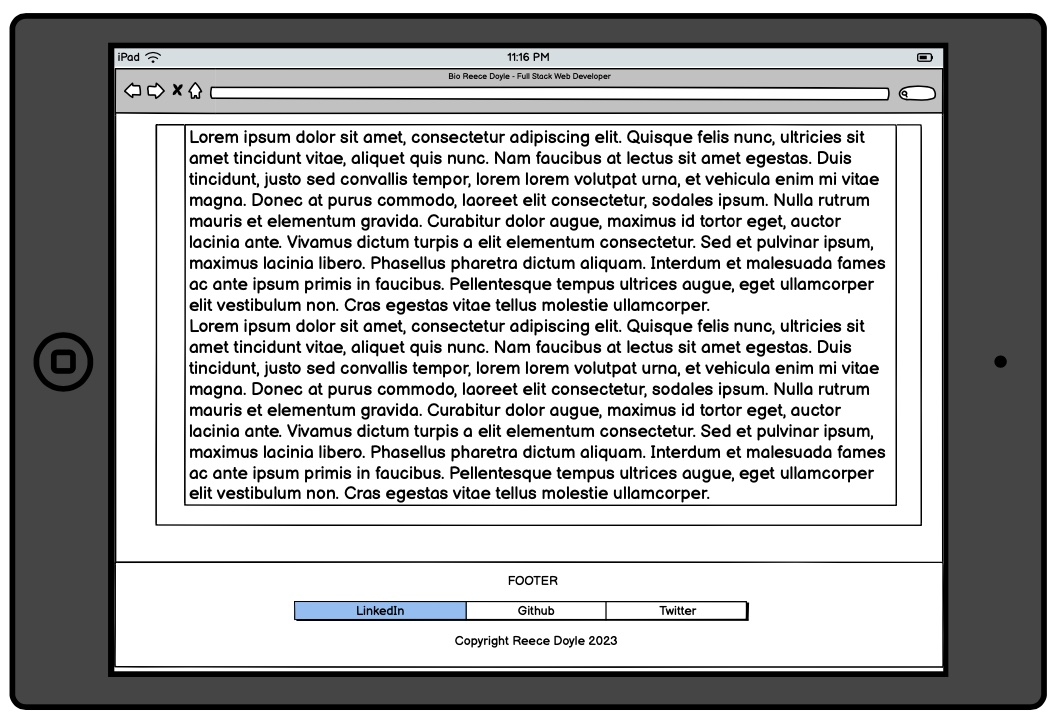 iPad
11:16 PM
Bio Reece Doyle - Full Stack Web Developer
Lorem ipsum dolor sit amet, consectetur adipiscing elit. Quisque felis nunc, ultricies sit
amet tincidunt vitae, aliquet quis nunc. Nam faucibus at lectus sit amet egestas. Duis
tincidunt, justo sed convallis tempor, lorem lorem volutpat urna, et vehicula enim mi vitae
magna. Donec at purus commodo, laoreet elit consectetur, sodales ipsum. Nulla rutrum
mauris et elementum gravida. Curabitur dolor augue, maximus id tortor eget, auctor
lacinia ante. Vivamus dictum turpis a elit elementum consectetur. Sed et pulvinar ipsum,
maximus lacinia libero. Phasellus pharetra dictum aliquam. Interdum et malesuada fames
ac ante ipsum primis in faucibus. Pellentesque tempus ultrices augue, eget ullamcorper
elit vestibulum non. Cras egestas vitae tellus molestie ullamcorper.
Lorem ipsum dolor sit amet, consectetur adipiscing elit. Quisque felis nunc, ultricies sit
amet tincidunt vitae, aliquet quis nunc. Nam faucibus at lectus sit amet egestas. Duis
tincidunt, justo sed convallis tempor, lorem lorem volutpat urna, et vehicula enim mi vitae
magna. Donec at purus commodo, laoreet elit consectetur, sodales ipsum. Nulla rutrum
mauris et elementum gravida. Curabitur dolor augue, maximus id tortor eget, auctor
lacinia ante. Vivamus dictum turpis a elit elementum consectetur. Sed et pulvinar ipsum,
maximus lacinia libero. Phasellus pharetra dictum aliquam. Interdum et malesuada fames
ac ante ipsum primis in faucibus. Pellentesque tempus ultrices augue, eget ullamcorper
elit vestibulum non. Cras egestas vitae tellus molestie ullamcorper.
FOOTER
LinkedIn Github Twitter
Copyright Reece Doyle 2023